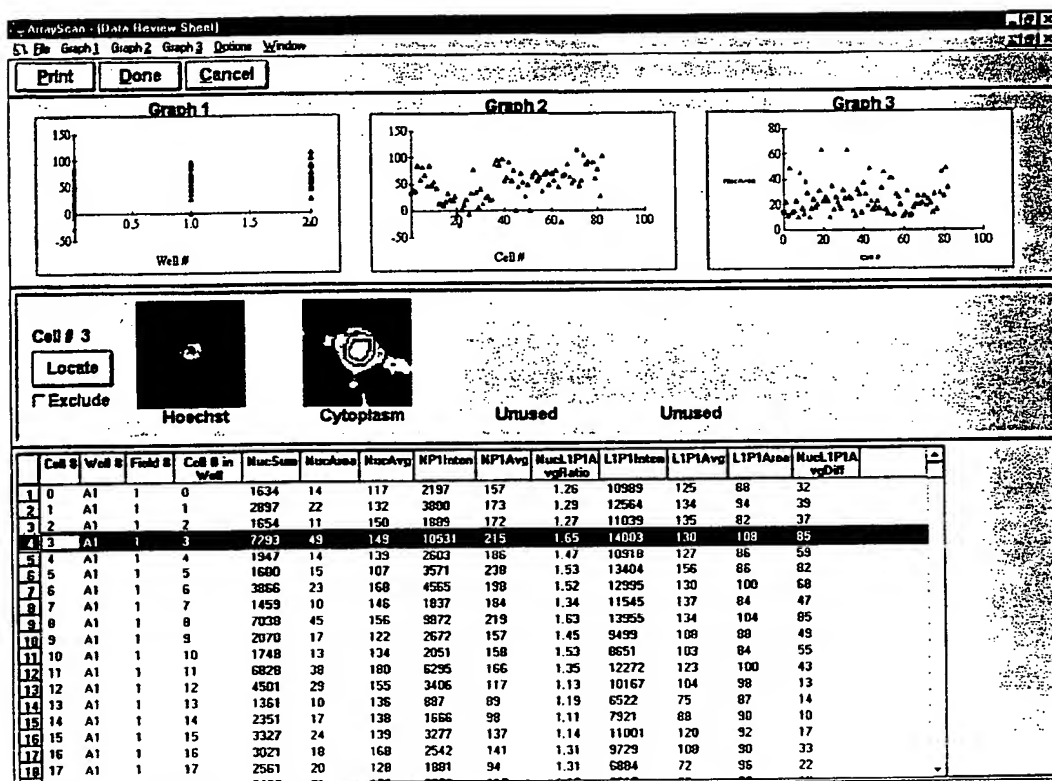 ArrayScan - [Data Review Sheet]
File Graph 1 Graph 2 Graph 3 Options Window
Print Done Cancel
Graph 1 Graph 2 Graph 3
150
100
50
0
-50
0.5 1.0 1.5 2.0
Well #
150
100
50
0
-50
20 40 60 80 100
Cell #
80
60
40
20
0
0 20 40 60 80 100
Cell #
Cell # 3
Locate
Exclude
Hoechst Cytoplasm Unused Unused
Cell # Well # Field # Cell # in Well NucSum NucArea NucAvg NP1Inten NP1Avg NucL1P1AvgRatio L1P1Inten L1P1Avg L1P1Area NucL1P1AvgDiff
1 0 A1 1 0 1634 14 117 2197 157 1.26 10989 125 88 32
2 1 A1 1 1 2897 22 132 3800 173 1.29 12564 134 94 39
3 2 A1 1 2 1654 11 150 1889 172 1.27 11039 135 82 37
4 3 A1 1 3 7293 49 149 10531 215 1.65 14003 130 108 85
5 4 A1 1 4 1947 14 139 2603 186 1.47 10918 127 86 59
6 5 A1 1 5 1600 15 107 3571 238 1.53 13404 156 86 82
7 6 A1 1 6 3866 23 168 4565 198 1.52 12995 130 100 68
8 7 A1 1 7 1459 10 146 1837 184 1.34 11545 137 84 47
9 8 A1 1 8 7038 45 156 9872 219 1.63 13955 134 104 85
10 9 A1 1 9 2070 17 122 2672 157 1.45 9499 108 88 49
11 10 A1 1 10 1748 13 134 2051 158 1.53 8651 103 84 55
12 11 A1 1 11 6828 38 180 6295 166 1.35 12272 123 100 43
13 12 A1 1 12 4501 29 155 3406 117 1.13 10167 104 98 13
14 13 A1 1 13 1361 10 136 887 89 1.19 6522 75 87 14
15 14 A1 1 14 2351 17 138 1666 98 1.11 7921 88 90 10
16 15 A1 1 15 3327 24 139 3277 137 1.14 11001 120 92 17
17 16 A1 1 16 3021 18 168 2542 141 1.31 9729 108 90 33
18 17 A1 1 17 2561 20 128 1881 94 1.31 6884 72 96 22